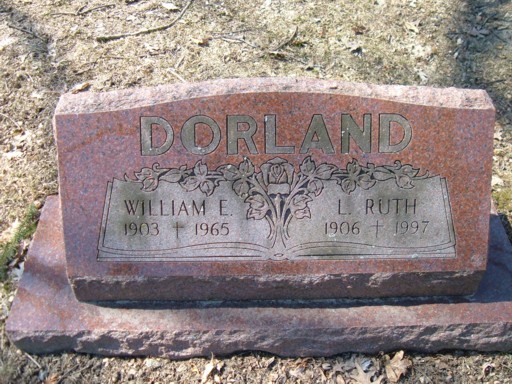 DORLAND
WILLIAM E. L. RUTH
1903 † 1965 1906 † 1997